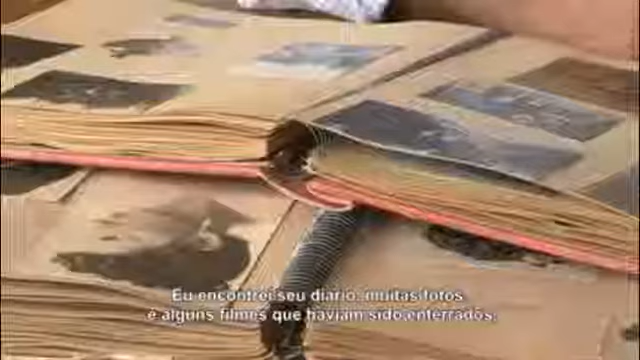 Eu encontrei seu diário, muitas fotos
e alguns filmes que haviam sido enterrados.